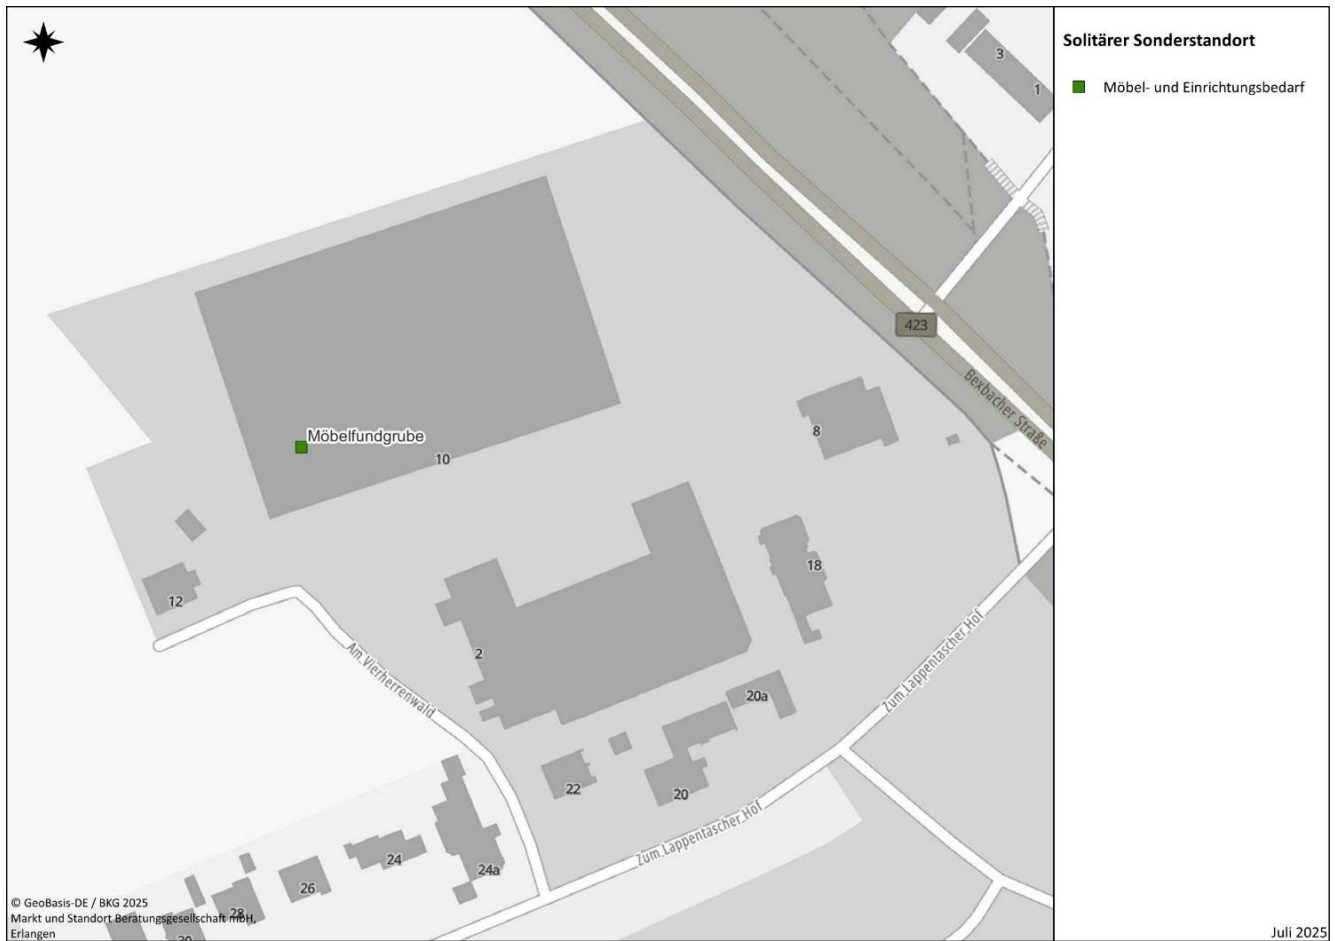 Solitärer Sonderstandort
Möbel- und Einrichtungsbedarf
3
1
423
Bexbacher Straße
Möbelfundgrube
10
8
12
18
2
Am Vierherrenwald
Zum Lappentascher Hof
20a
22
20
Zum Lappentascher Hof
24
24a
26
28
30
© GeoBasis-DE / BKG 2025
Markt und Standort Beratungsgesellschaft mbH,
Erlangen
Juli 2025